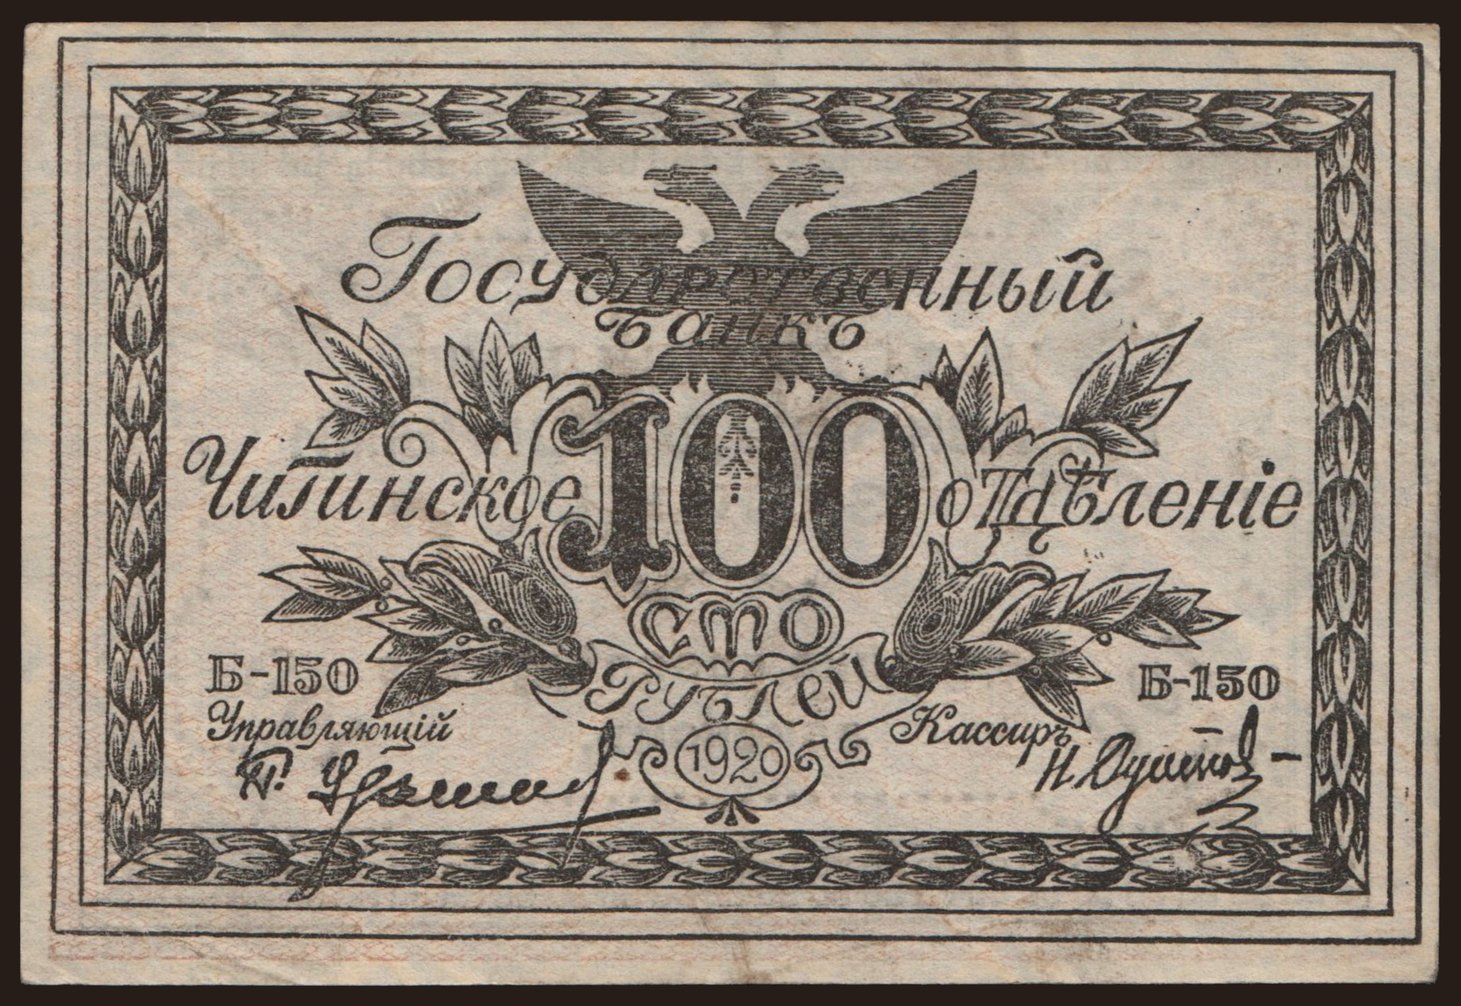 Государственный
Банкъ
Читинское 100 отдѣленіе
СТО
РУБЛЕЙ
Б-150 Б-150
Управляющій Кассиръ
1920